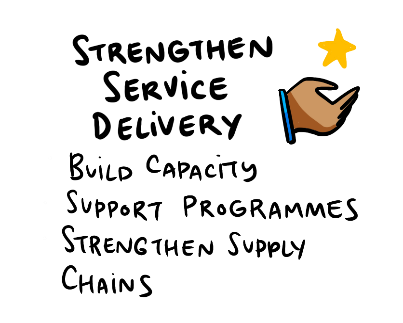 STRENGTHEN
SERVICE
DELIVERY
BUILD CAPACITY
SUPPORT PROGRAMMES
STRENGTHEN SUPPLY
CHAINS